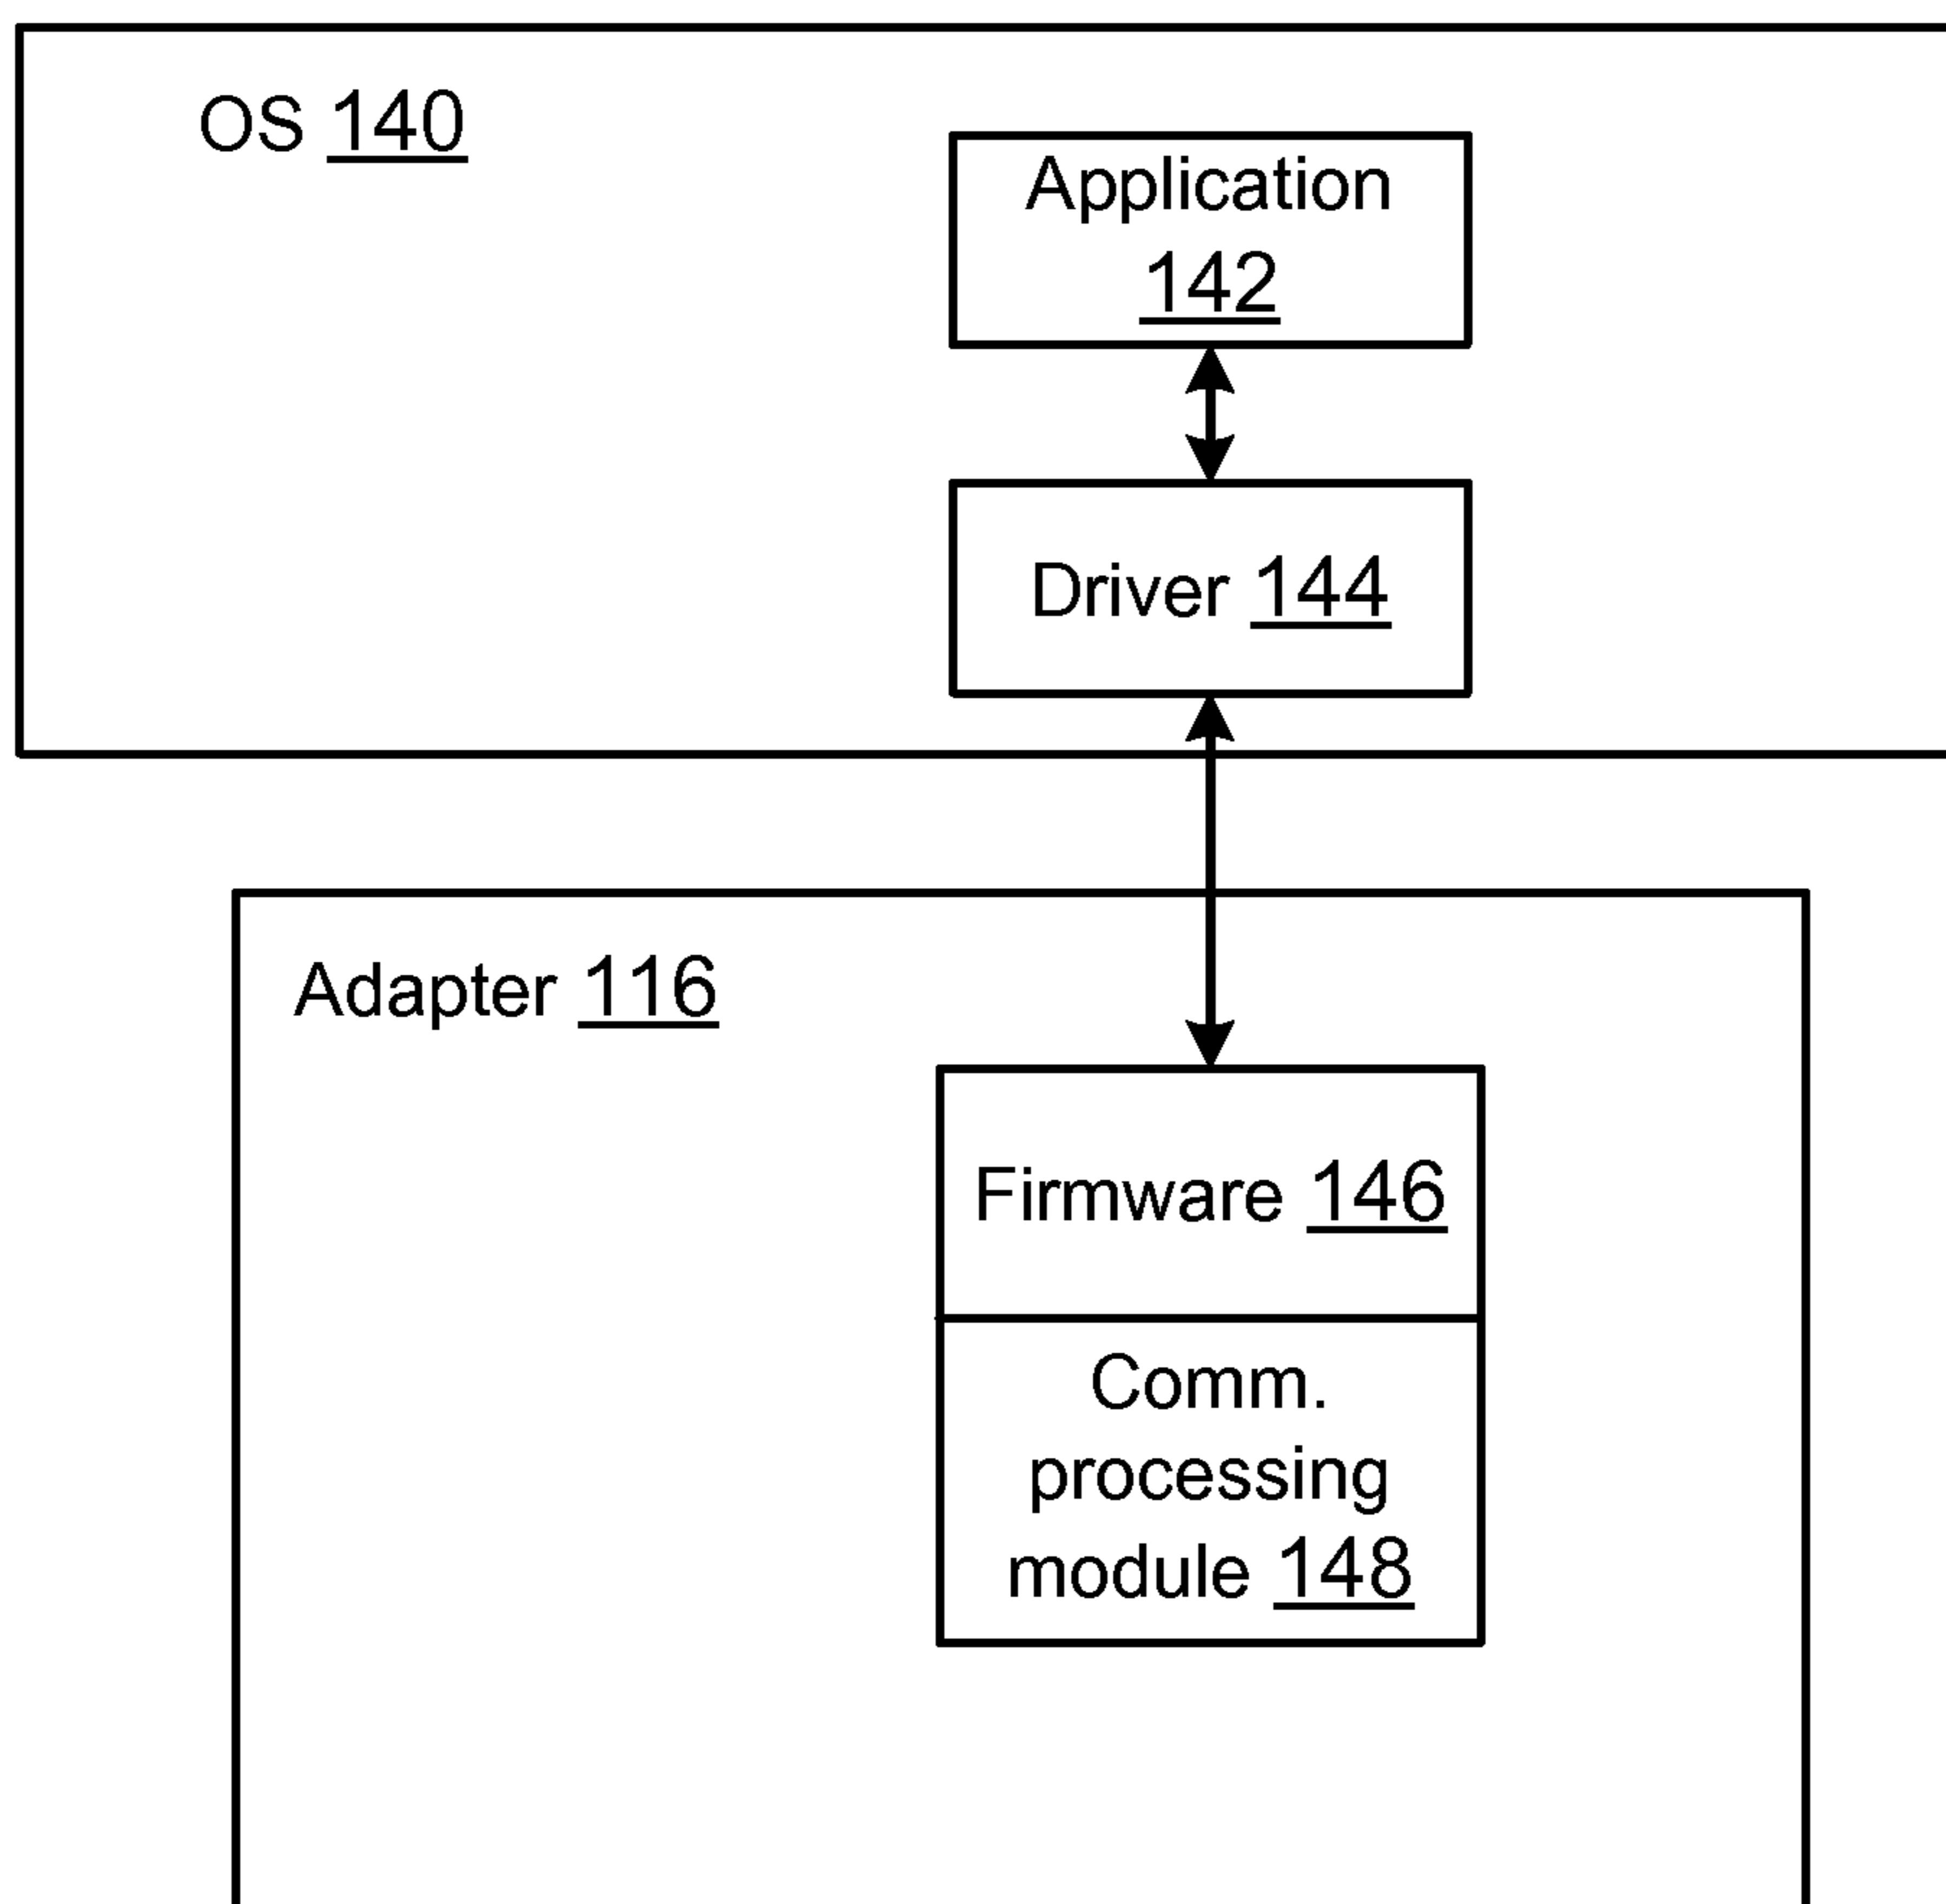 OS 140
Application
142
Driver 144
Adapter 116
Firmware 146
Comm.
processing
module 148